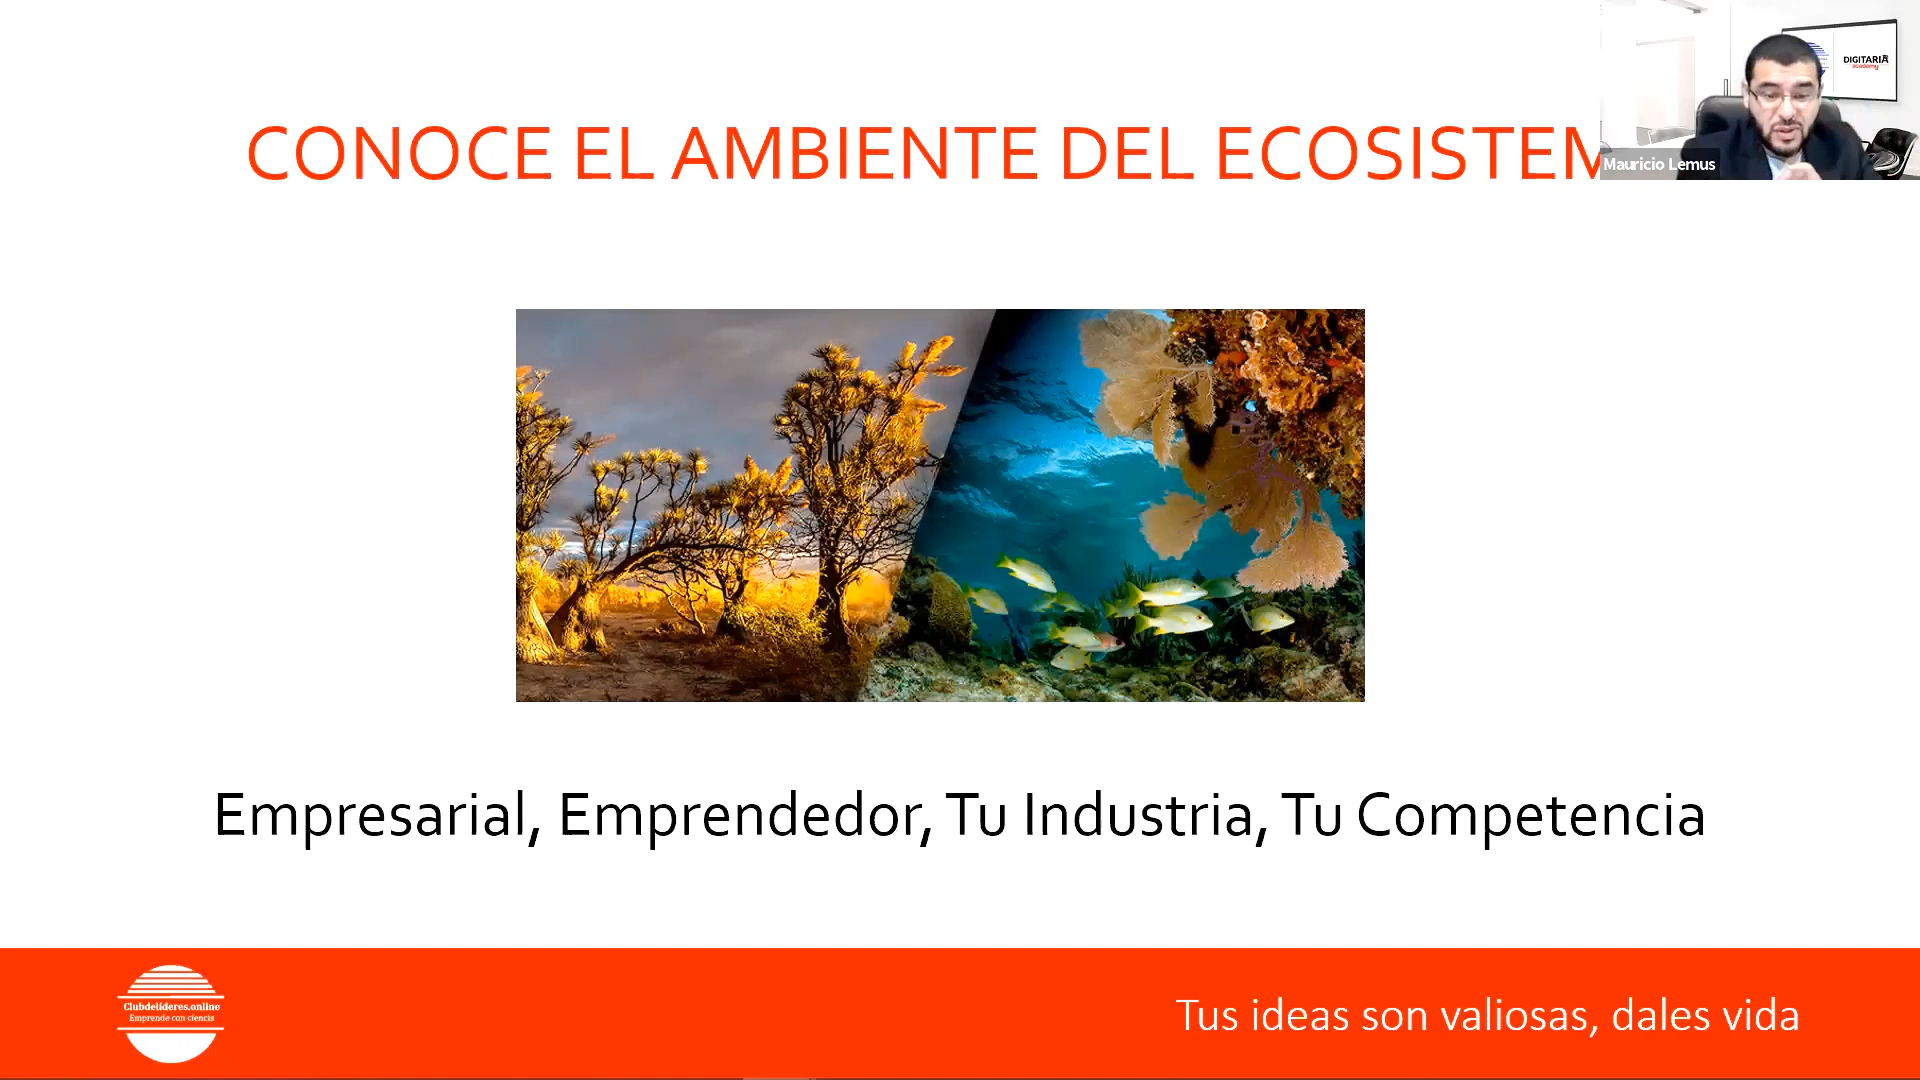 CONOCE EL AMBIENTE DEL ECOSISTEM
DIGITARIA
academy
Mauricio Lemus
Empresarial, Emprendedor, Tu Industria, Tu Competencia
Clubdelideres.online
Emprende con ciencia
Tus ideas son valiosas, dales vida